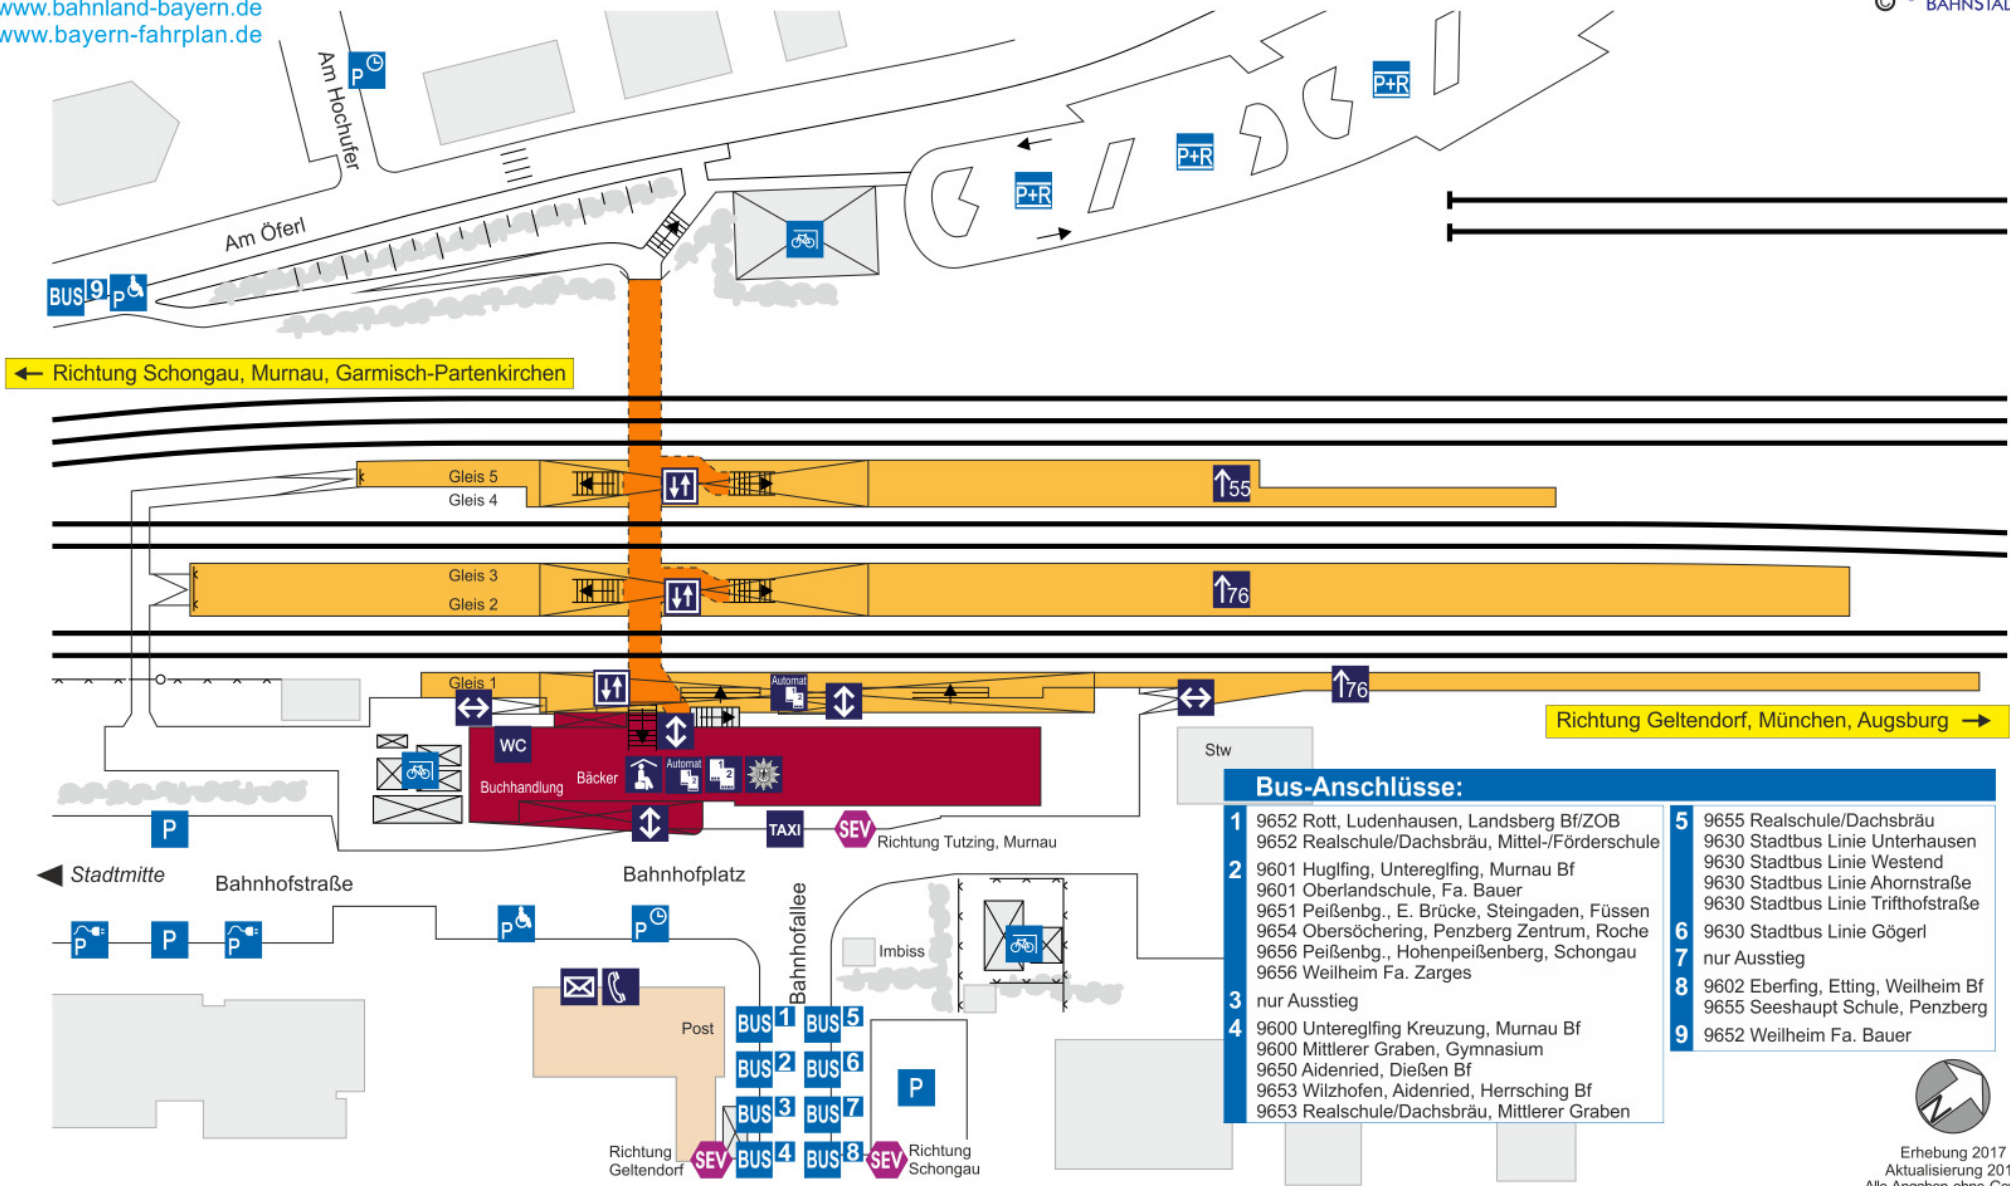 www.bahnland-bayern.de
www.bayern-fahrplan.de
©
Am Hochufer
P
P+R
P+R
P+R
Am Öferl
BUS 9 P
← Richtung Schongau, Murnau, Garmisch-Partenkirchen
Gleis 5
Gleis 4
↑55
Gleis 3
Gleis 2
↑76
Gleis 1
Automat
1 2
↑76
Richtung Geltendorf, München, Augsburg →
WC
Buchhandlung
Bäcker
Automat
1 2
1 2
Stw
P
TAXI
SEV
Richtung Tutzing, Murnau
Stadtmitte
Bahnhofstraße
Bahnhofplatz
Bahnhofallee
P
P
P
P
P
Imbiss
Post
BUS 1
BUS 2
BUS 3
BUS 4
BUS 5
BUS 6
BUS 7
BUS 8
P
Richtung
Geltendorf
SEV
SEV
Richtung
Schongau
Bus-Anschlüsse:
1 9652 Rott, Ludenhausen, Landsberg Bf/ZOB
9652 Realschule/Dachsbräu, Mittel-/Förderschule
2 9601 Huglfing, Untereglfing, Murnau Bf
9601 Oberlandschule, Fa. Bauer
9651 Peißenbg., E. Brücke, Steingaden, Füssen
9654 Obersöchering, Penzberg Zentrum, Roche
9656 Peißenbg., Hohenpeißenberg, Schongau
9656 Weilheim Fa. Zarges
3 nur Ausstieg
4 9600 Untereglfing Kreuzung, Murnau Bf
9600 Mittlerer Graben, Gymnasium
9650 Aidenried, Dießen Bf
9653 Wilzhofen, Aidenried, Herrsching Bf
9653 Realschule/Dachsbräu, Mittlerer Graben
5 9655 Realschule/Dachsbräu
9630 Stadtbus Linie Unterhausen
9630 Stadtbus Linie Westend
9630 Stadtbus Linie Ahornstraße
9630 Stadtbus Linie Trifthofstraße
6 9630 Stadtbus Linie Gögerl
7 nur Ausstieg
8 9602 Eberfing, Etting, Weilheim Bf
9655 Seeshaupt Schule, Penzberg
9 9652 Weilheim Fa. Bauer
N
Erhebung 2017
Aktualisierung